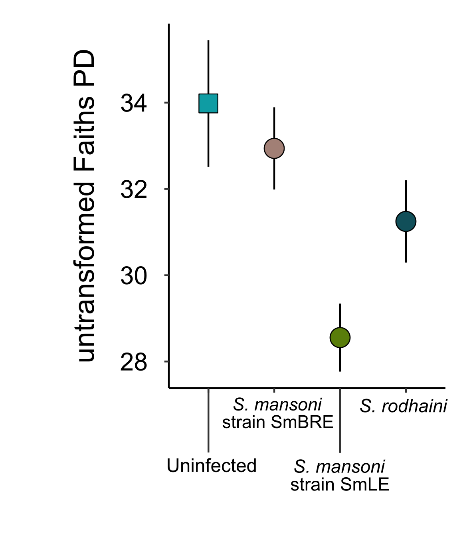 untransformed Faiths PD
34
32
30
28
S. mansoni
strain SmBRE
S. rodhaini
Uninfected
S. mansoni
strain SmLE